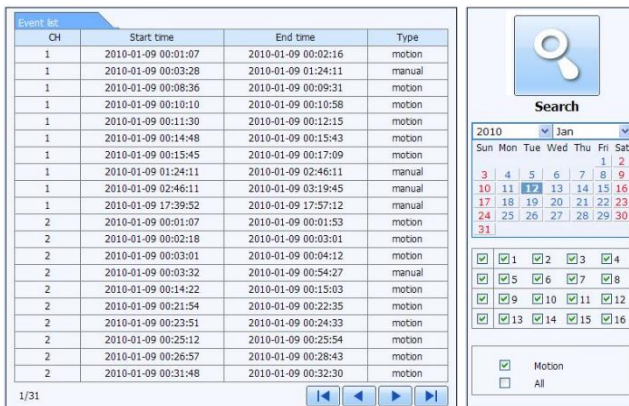 Event list
CH Start time End time Type
1 2010-01-09 00:01:07 2010-01-09 00:02:16 motion
1 2010-01-09 00:03:28 2010-01-09 01:24:11 manual
1 2010-01-09 00:08:36 2010-01-09 00:09:31 motion
1 2010-01-09 00:10:10 2010-01-09 00:10:58 motion
1 2010-01-09 00:11:30 2010-01-09 00:12:15 motion
1 2010-01-09 00:14:48 2010-01-09 00:15:43 motion
1 2010-01-09 00:15:45 2010-01-09 00:17:09 motion
1 2010-01-09 01:24:11 2010-01-09 02:46:11 manual
1 2010-01-09 02:46:11 2010-01-09 03:19:45 manual
1 2010-01-09 17:39:52 2010-01-09 17:57:12 manual
2 2010-01-09 00:01:07 2010-01-09 00:01:53 motion
2 2010-01-09 00:02:18 2010-01-09 00:03:01 motion
2 2010-01-09 00:03:01 2010-01-09 00:04:12 motion
2 2010-01-09 00:03:32 2010-01-09 00:54:27 manual
2 2010-01-09 00:14:22 2010-01-09 00:15:03 motion
2 2010-01-09 00:21:54 2010-01-09 00:22:35 motion
2 2010-01-09 00:23:51 2010-01-09 00:24:33 motion
2 2010-01-09 00:25:12 2010-01-09 00:25:54 motion
2 2010-01-09 00:26:57 2010-01-09 00:28:43 motion
2 2010-01-09 00:31:48 2010-01-09 00:32:30 motion
1/31
Search
2010 Jan
Sun Mon Tue Wed Thu Fri Sat
1 2
3 4 5 6 7 8 9
10 11 12 13 14 15 16
17 18 19 20 21 22 23
24 25 26 27 28 29 30
31
1 2 3 4
5 6 7 8
9 10 11 12
13 14 15 16
Motion
All